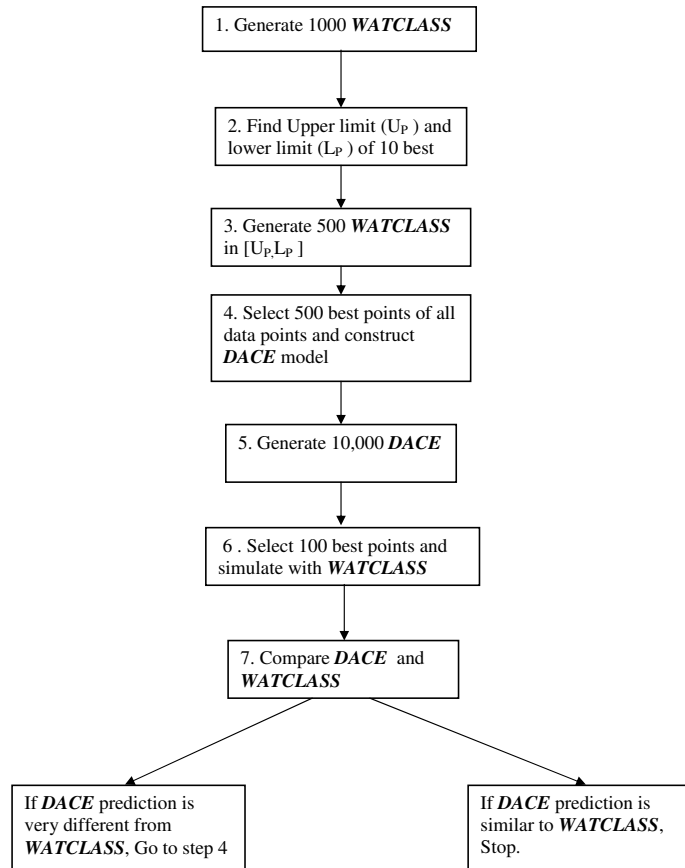 1. Generate 1000 WATCLASS
2. Find Upper limit (UP ) and
lower limit (LP ) of 10 best
3. Generate 500 WATCLASS
in [UP,LP ]
4. Select 500 best points of all
data points and construct
DACE model
5. Generate 10,000 DACE
6 . Select 100 best points and
simulate with WATCLASS
7. Compare DACE and
WATCLASS
If DACE prediction is
very different from
WATCLASS, Go to step 4
If DACE prediction is
similar to WATCLASS,
Stop.